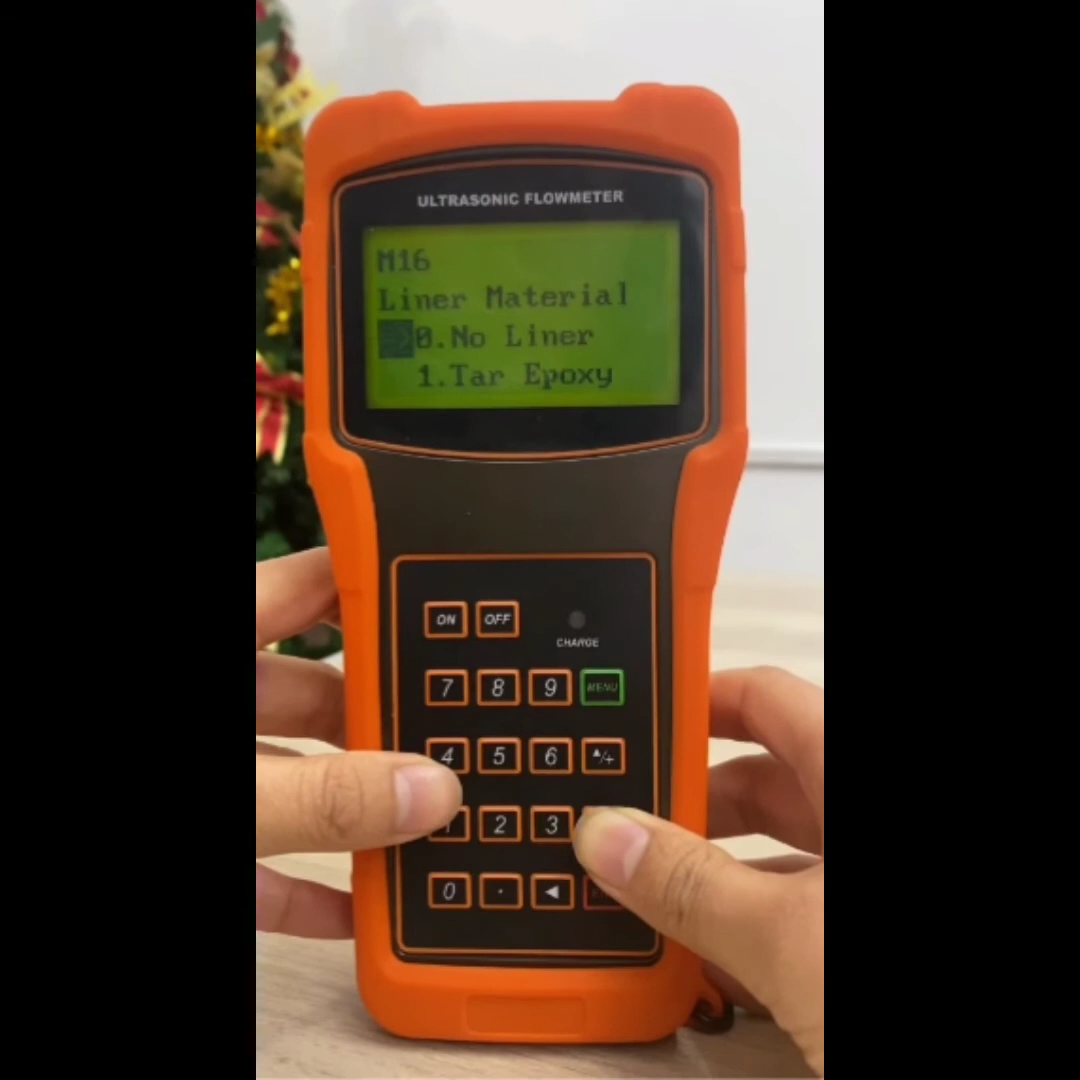 ULTRASONIC FLOWMETER
M16
Liner Material
0.No Liner
1.Tar Epoxy
ON OFF
CHARGE
7 8 9 MENU
4 5 6 ▲/+
1 2 3
0 . ◀